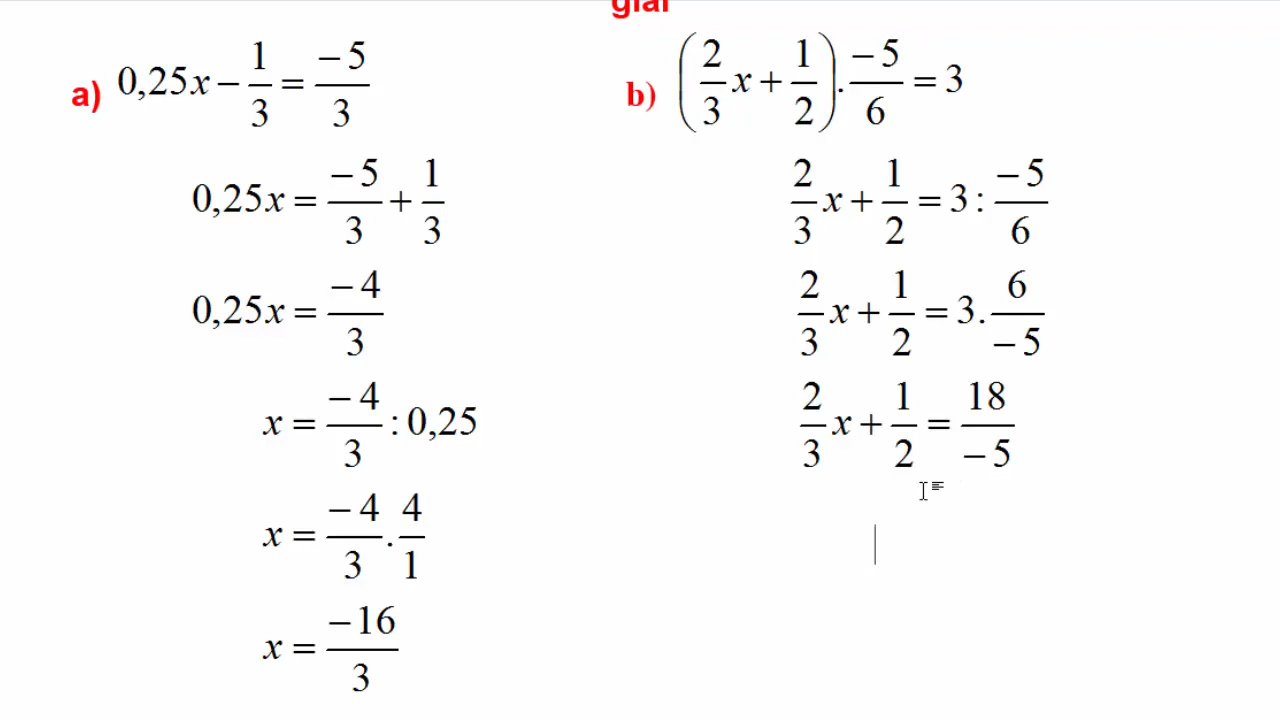 giải
a) 0,25x − 1/3 = −5/3
0,25x = −5/3 + 1/3
0,25x = −4/3
x = −4/3 : 0,25
x = −4/3 . 4/1
x = −16/3
b) (2/3 x + 1/2) . −5/6 = 3
2/3 x + 1/2 = 3 : −5/6
2/3 x + 1/2 = 3 . 6/−5
2/3 x + 1/2 = 18/−5